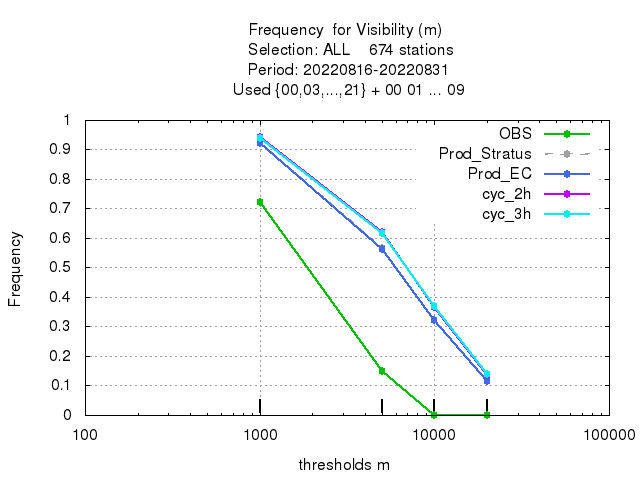 Frequency  for Visibility (m)
Selection: ALL    674 stations
Period: 20220816-20220831
Used {00,03,...,21} + 00 01 ... 09
OBS
Prod_Stratus
Prod_EC
cyc_2h
cyc_3h
1
0.9
0.8
0.7
0.6
0.5
0.4
0.3
0.2
0.1
0
Frequency
100
1000
10000
100000
thresholds m